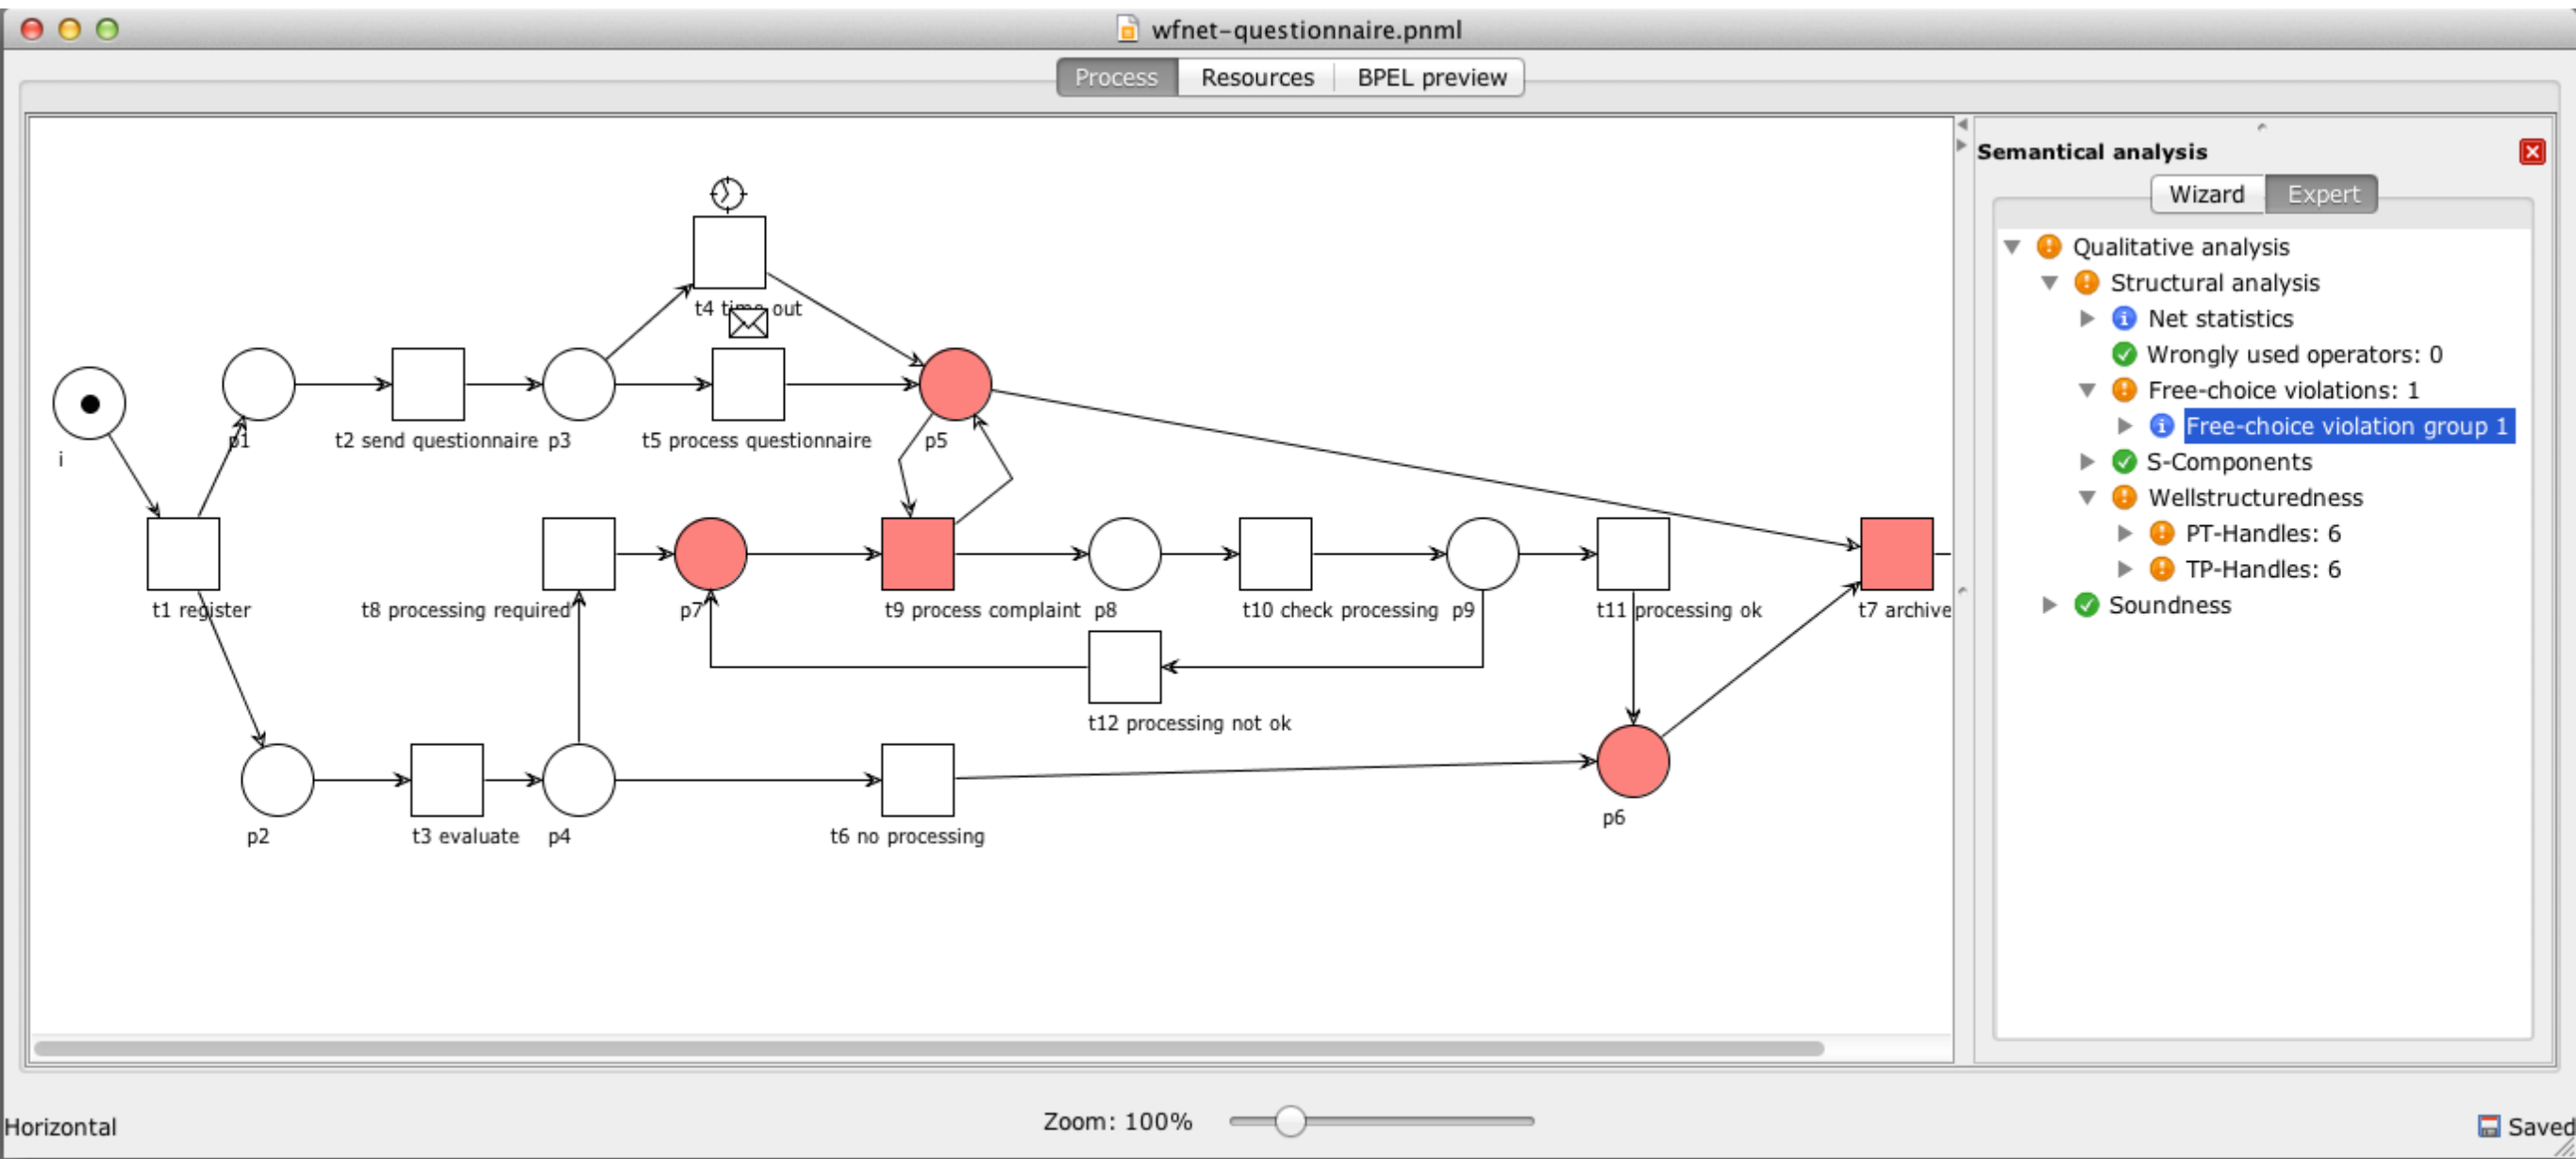 wfnet-questionnaire.pnml
Process Resources BPEL preview
Semantical analysis
Wizard Expert
Qualitative analysis
Structural analysis
Net statistics
Wrongly used operators: 0
Free-choice violations: 1
Free-choice violation group 1
S-Components
Wellstructuredness
PT-Handles: 6
TP-Handles: 6
Soundness
t4 time out
i
p1
t2 send questionnaire
p3
t5 process questionnaire
p5
t1 register
t8 processing required
p7
t9 process complaint
p8
t10 check processing
p9
t11 processing ok
t7 archive
t12 processing not ok
p2
t3 evaluate
p4
t6 no processing
p6
Horizontal
Zoom: 100%
Saved